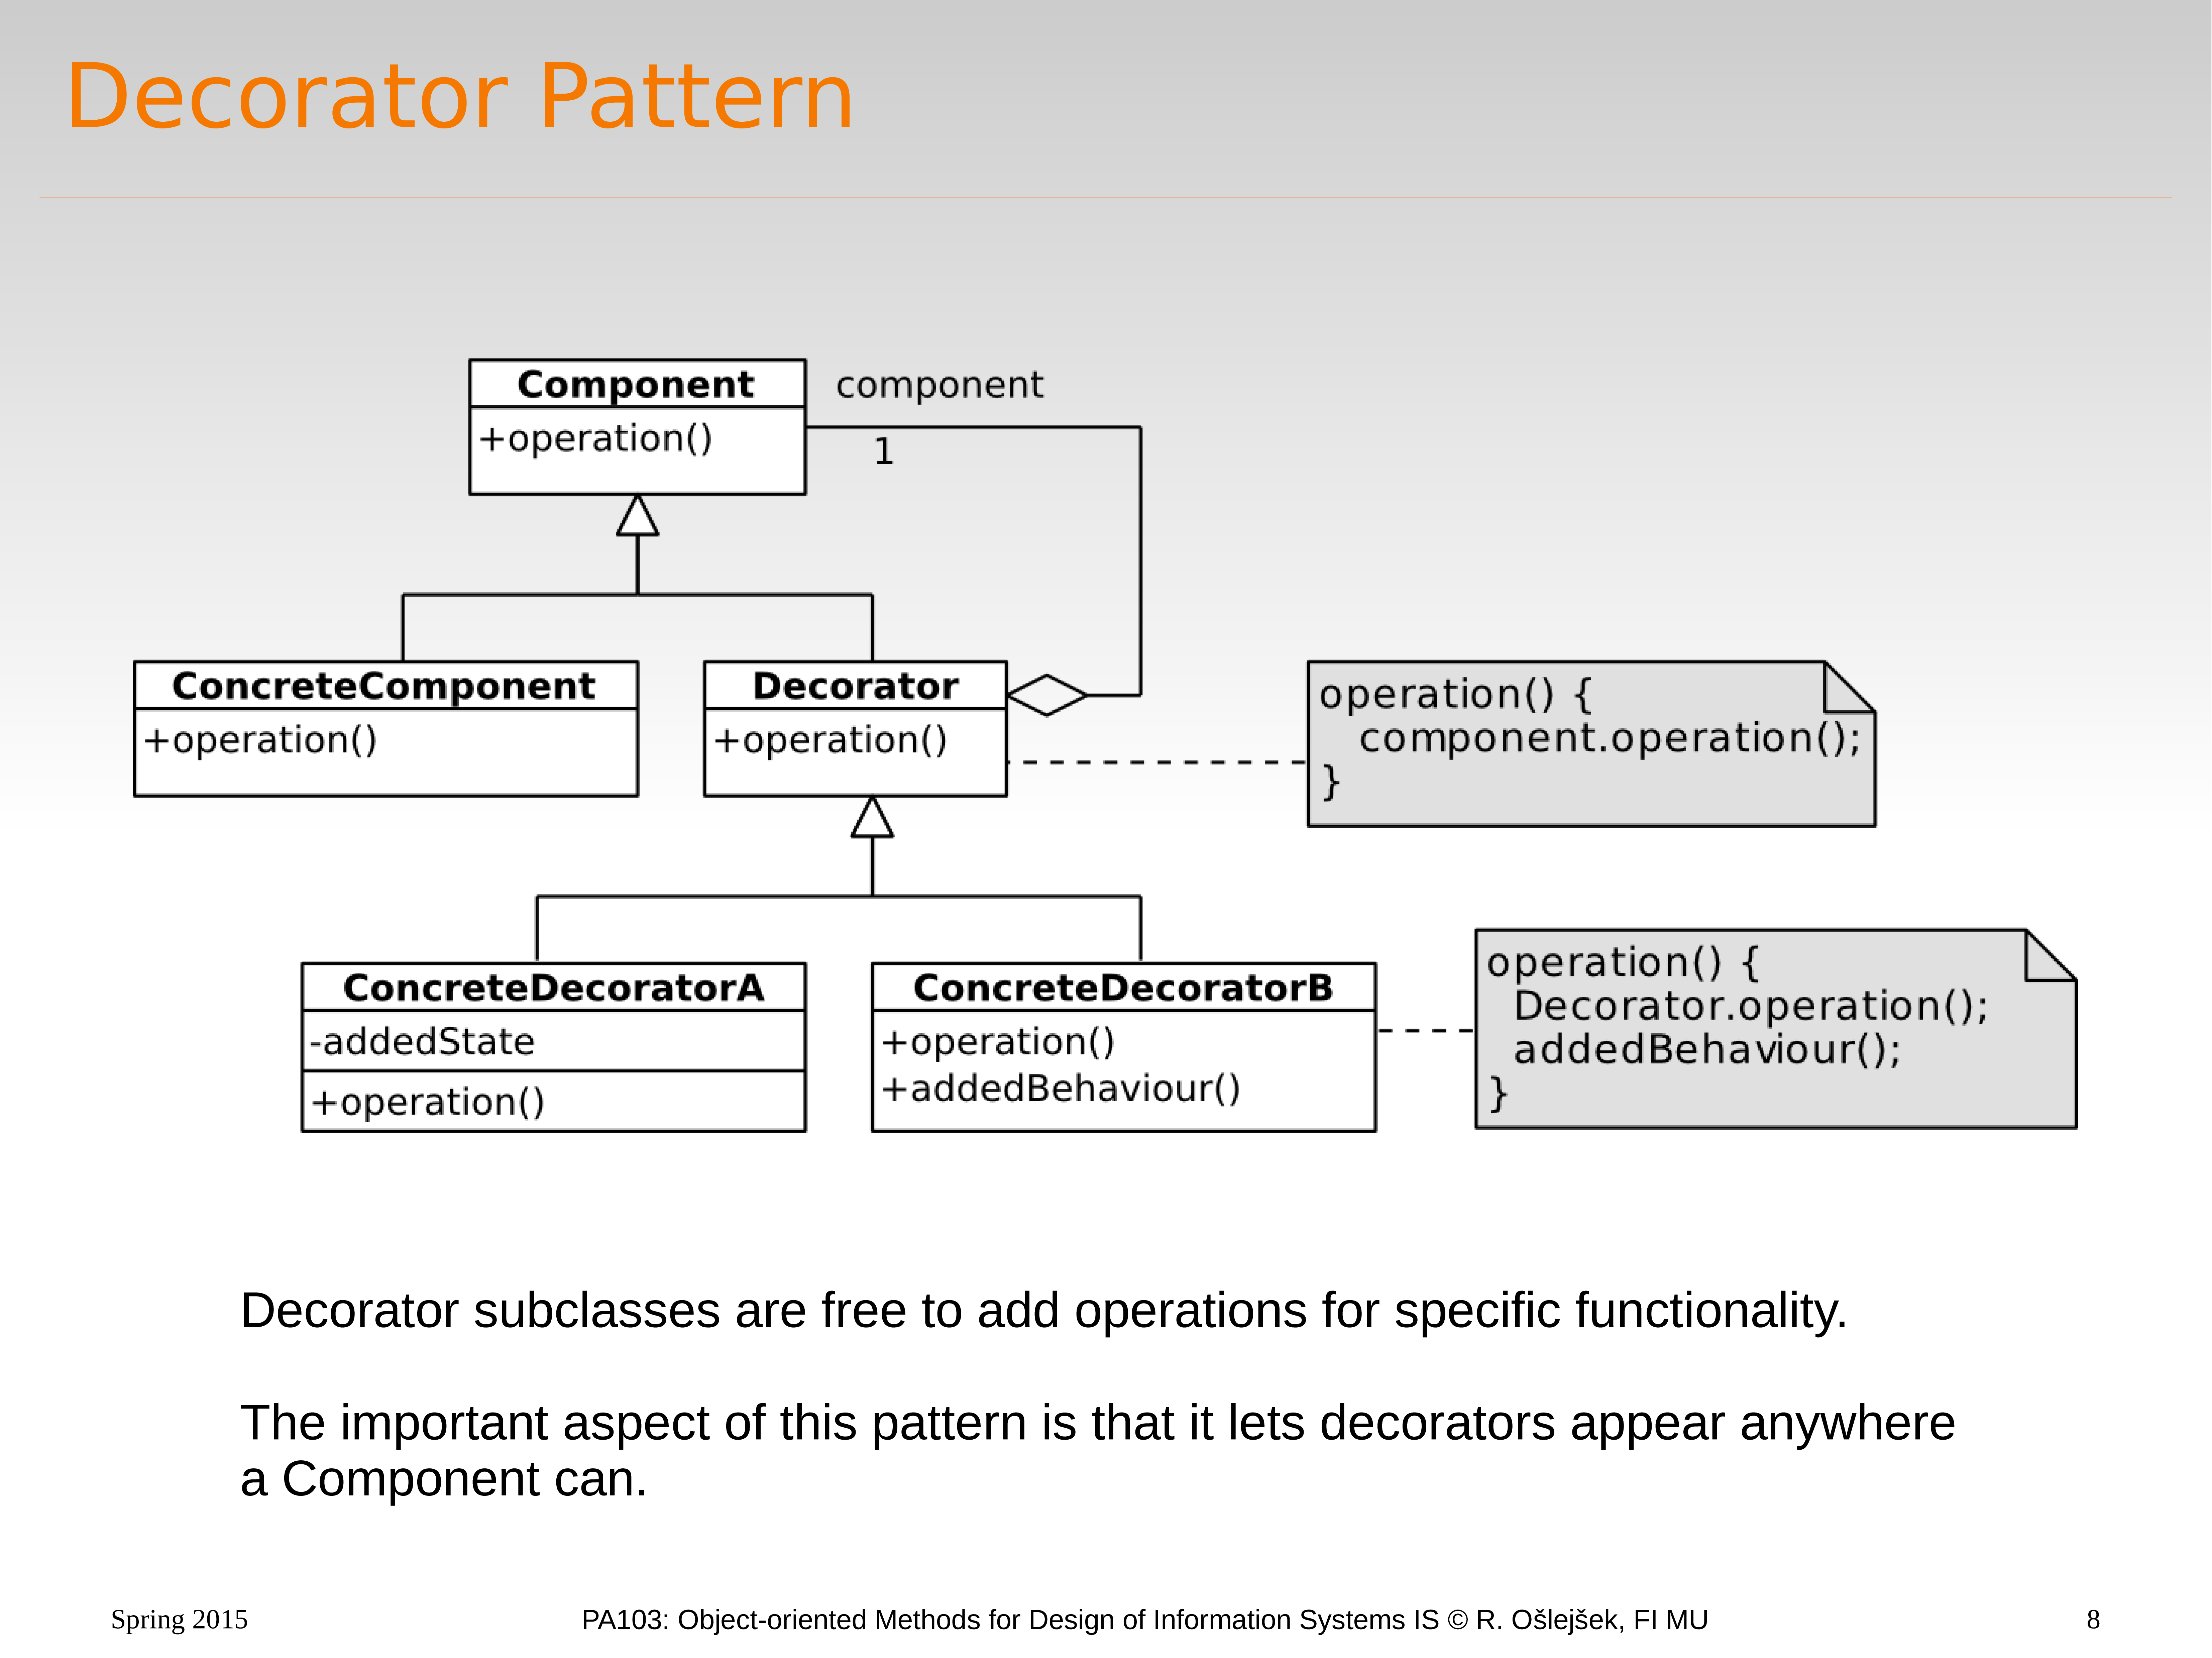 Decorator Pattern
Component
component
+operation()
1
ConcreteComponent
+operation()
Decorator
+operation()
operation() {
component.operation();
}
ConcreteDecoratorA
-addedState
+operation()
ConcreteDecoratorB
+operation()
+addedBehaviour()
operation() {
Decorator.operation();
addedBehaviour();
}
Decorator subclasses are free to add operations for specific functionality.
The important aspect of this pattern is that it lets decorators appear anywhere
a Component can.
Spring 2015
PA103: Object-oriented Methods for Design of Information Systems IS © R. Ošlejšek, FI MU
8